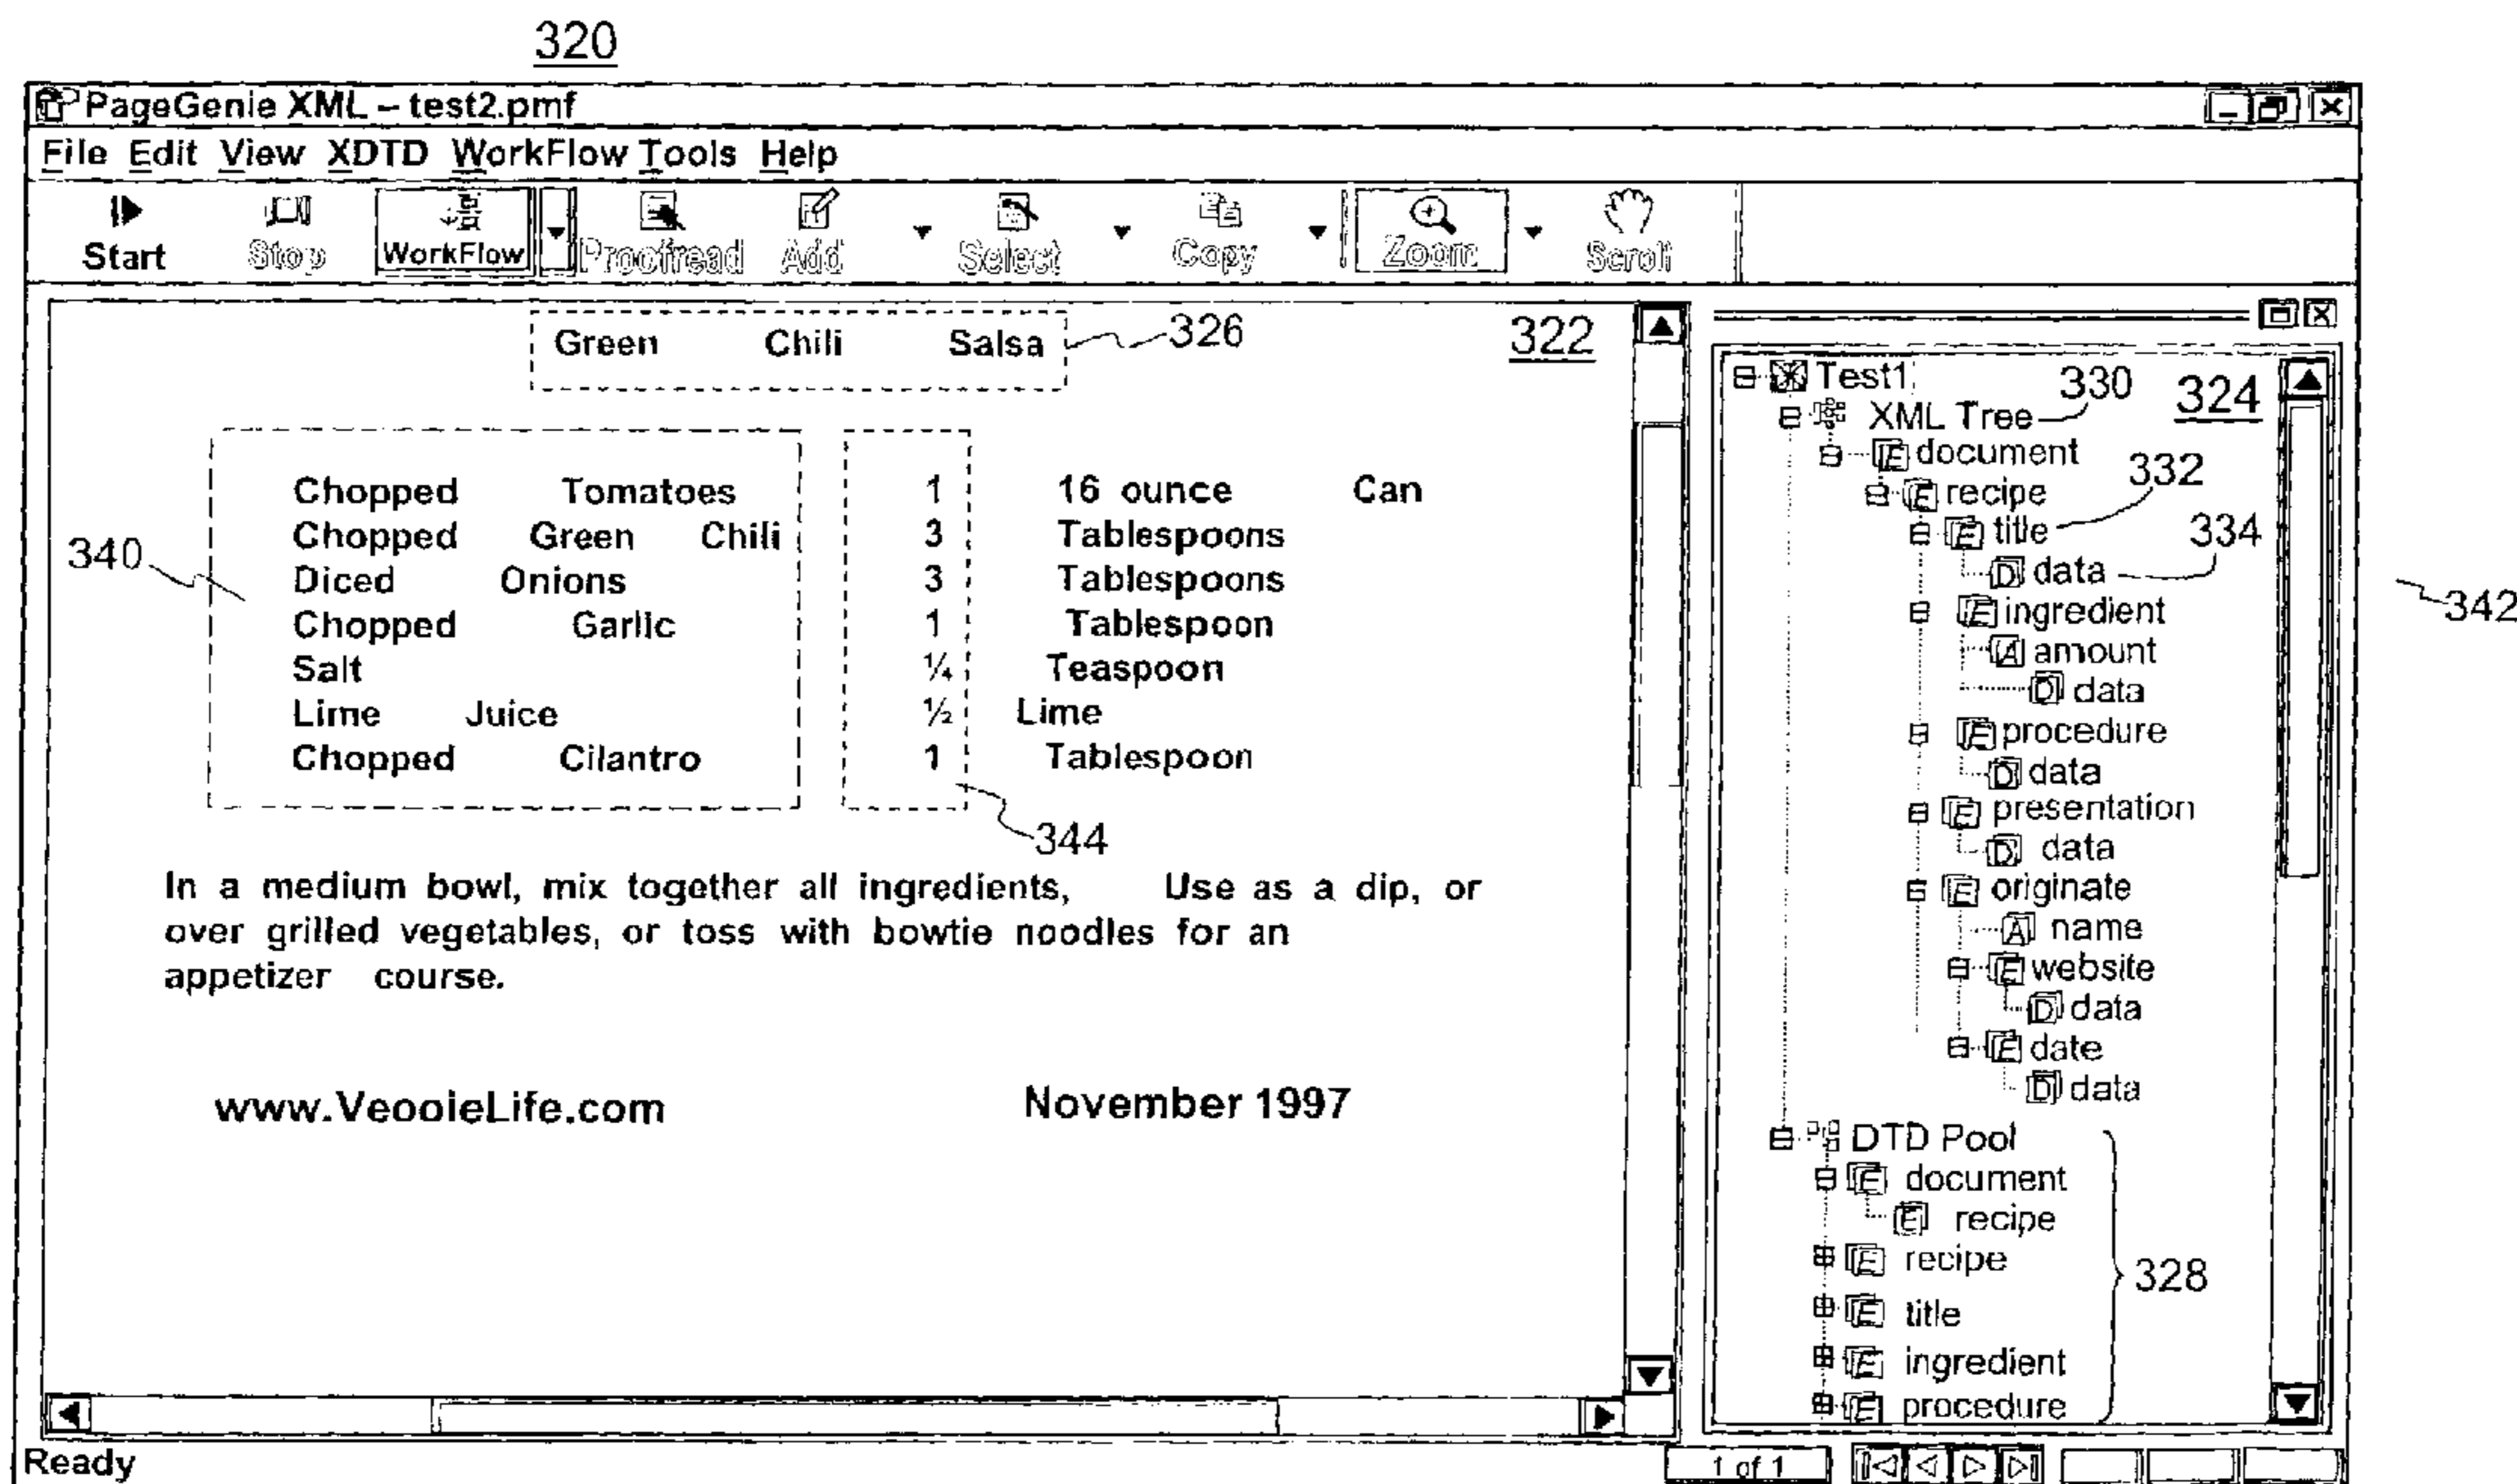 320
PageGenie XML – test2.pmf
File Edit View XDTD WorkFlow Tools Help
Start Stop WorkFlow Proofread Add Select Copy Zoom Scroll
Green Chili Salsa 326 322
340
Chopped Tomatoes 1 16 ounce Can
Chopped Green Chili 3 Tablespoons
Diced Onions 3 Tablespoons
Chopped Garlic 1 Tablespoon
Salt ¼ Teaspoon
Lime Juice ½ Lime
Chopped Cilantro 1 Tablespoon
344
In a medium bowl, mix together all ingredients, Use as a dip, or
over grilled vegetables, or toss with bowtie noodles for an
appetizer course.
www.VeooieLife.com November 1997
Test1
XML Tree 330 324
document
recipe 332
title 334
data
ingredient
A amount
D data
E procedure
D data
E presentation
D data
E originate
A name
E website
D data
E date
D data
DTD Pool
E document
E recipe
E recipe
E title
E ingredient
E procedure
328
342
Ready 1 of 1